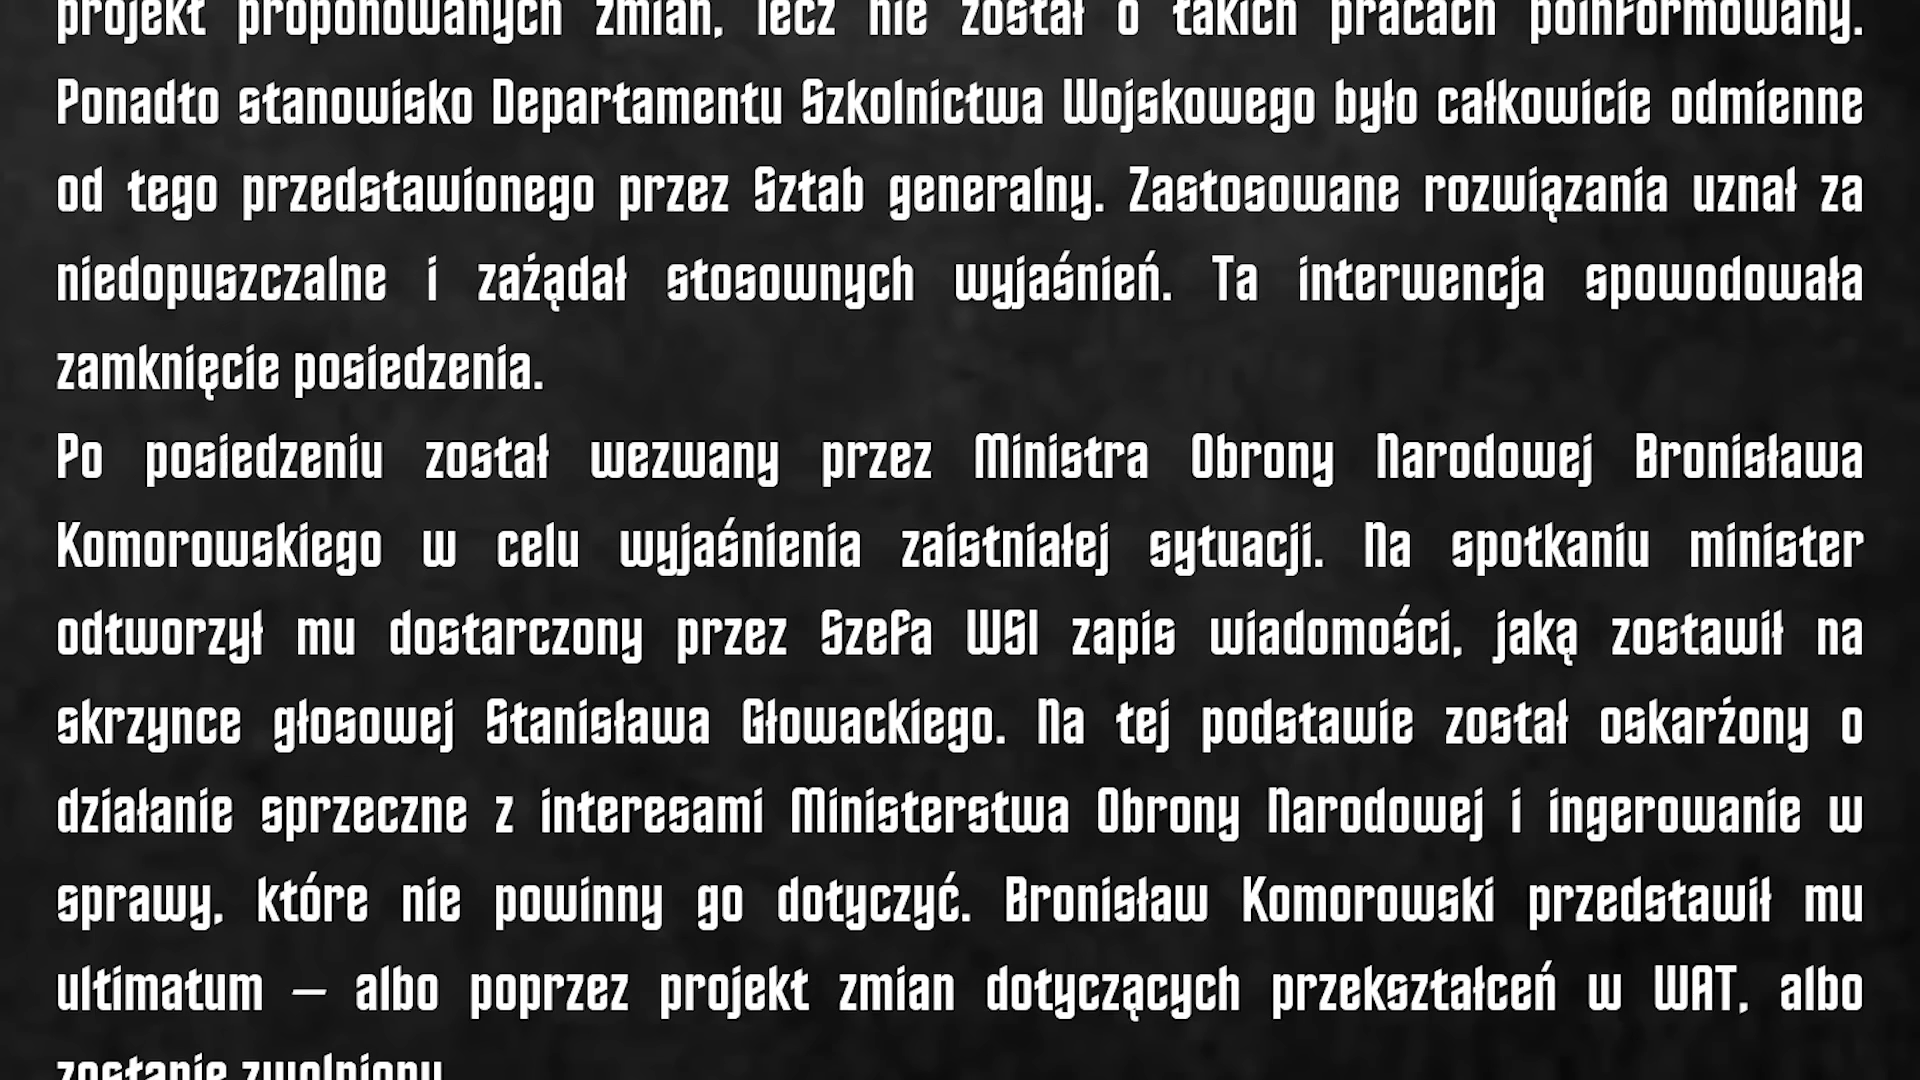 projekt proponowanych zmian, lecz nie został o takich pracach poinformowany.
Ponadto stanowisko Departamentu Szkolnictwa Wojskowego było całkowicie odmienne
od tego przedstawionego przez Sztab generalny. Zastosowane rozwiązania uznał za
niedopuszczalne i zażądał stosownych wyjaśnień. Ta interwencja spowodowała
zamknięcie posiedzenia.
Po posiedzeniu został wezwany przez Ministra Obrony Narodowej Bronisława
Komorowskiego w celu wyjaśnienia zaistniałej sytuacji. Na spotkaniu minister
odtworzył mu dostarczony przez Szefa WSI zapis wiadomości, jaką zostawił na
skrzynce głosowej Stanisława Głowackiego. Na tej podstawie został oskarżony o
działanie sprzeczne z interesami Ministerstwa Obrony Narodowej i ingerowanie w
sprawy, które nie powinny go dotyczyć. Bronisław Komorowski przedstawił mu
ultimatum – albo poprzez projekt zmian dotyczących przekształceń w WAT, albo
zostanie zwolniony